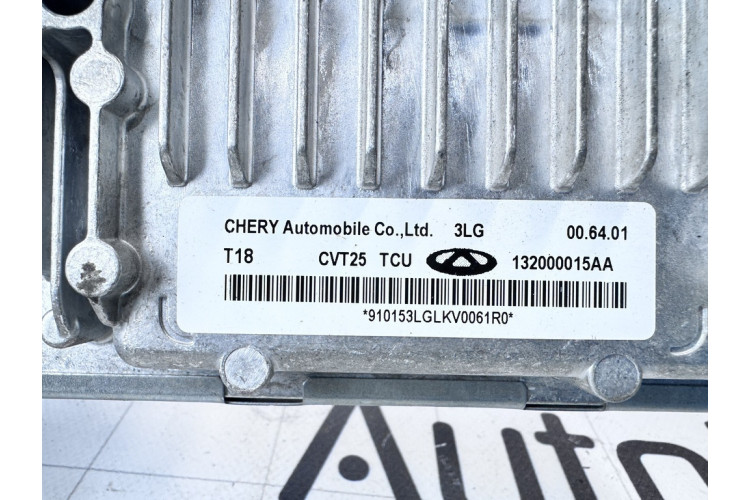 CHERY Automobile Co.,Ltd. 3LG 00.64.01
T18 CVT25 TCU 132000015AA
*910153LGLKV0061R0*